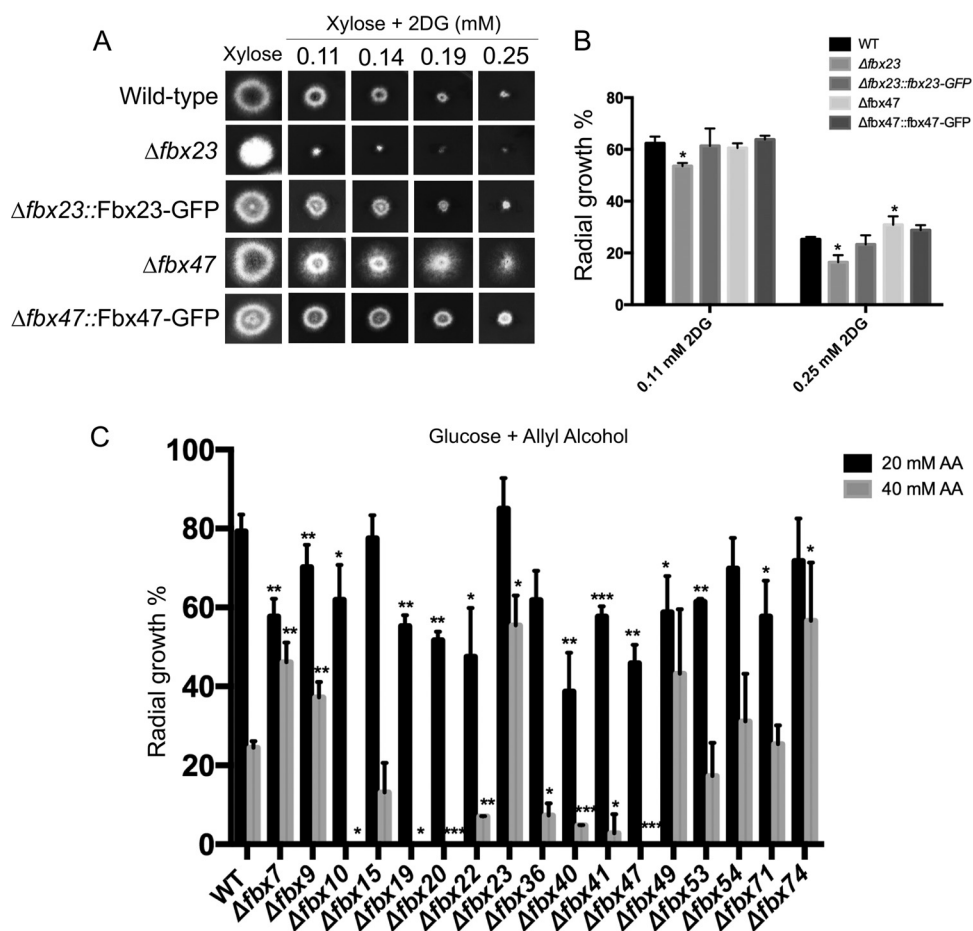 A
Xylose + 2DG (mM)
Xylose 0.11 0.14 0.19 0.25
Wild-type
Δfbx23
Δfbx23::Fbx23-GFP
Δfbx47
Δfbx47::Fbx47-GFP
B
WT
Δfbx23
Δfbx23::fbx23-GFP
Δfbx47
Δfbx47::fbx47-GFP
Radial growth %
80
60
40
20
0
*
*
*
0.11 mM 2DG
0.25 mM 2DG
C
Glucose + Allyl Alcohol
20 mM AA
40 mM AA
Radial growth %
100
80
60
40
20
0
** ** ** ** * * ** * ** *** ** * * *** ** * *** * ** *** * *** * ** * *
WT Δfbx7 Δfbx9 Δfbx10 Δfbx15 Δfbx19 Δfbx20 Δfbx22 Δfbx23 Δfbx36 Δfbx40 Δfbx41 Δfbx47 Δfbx49 Δfbx53 Δfbx54 Δfbx71 Δfbx74